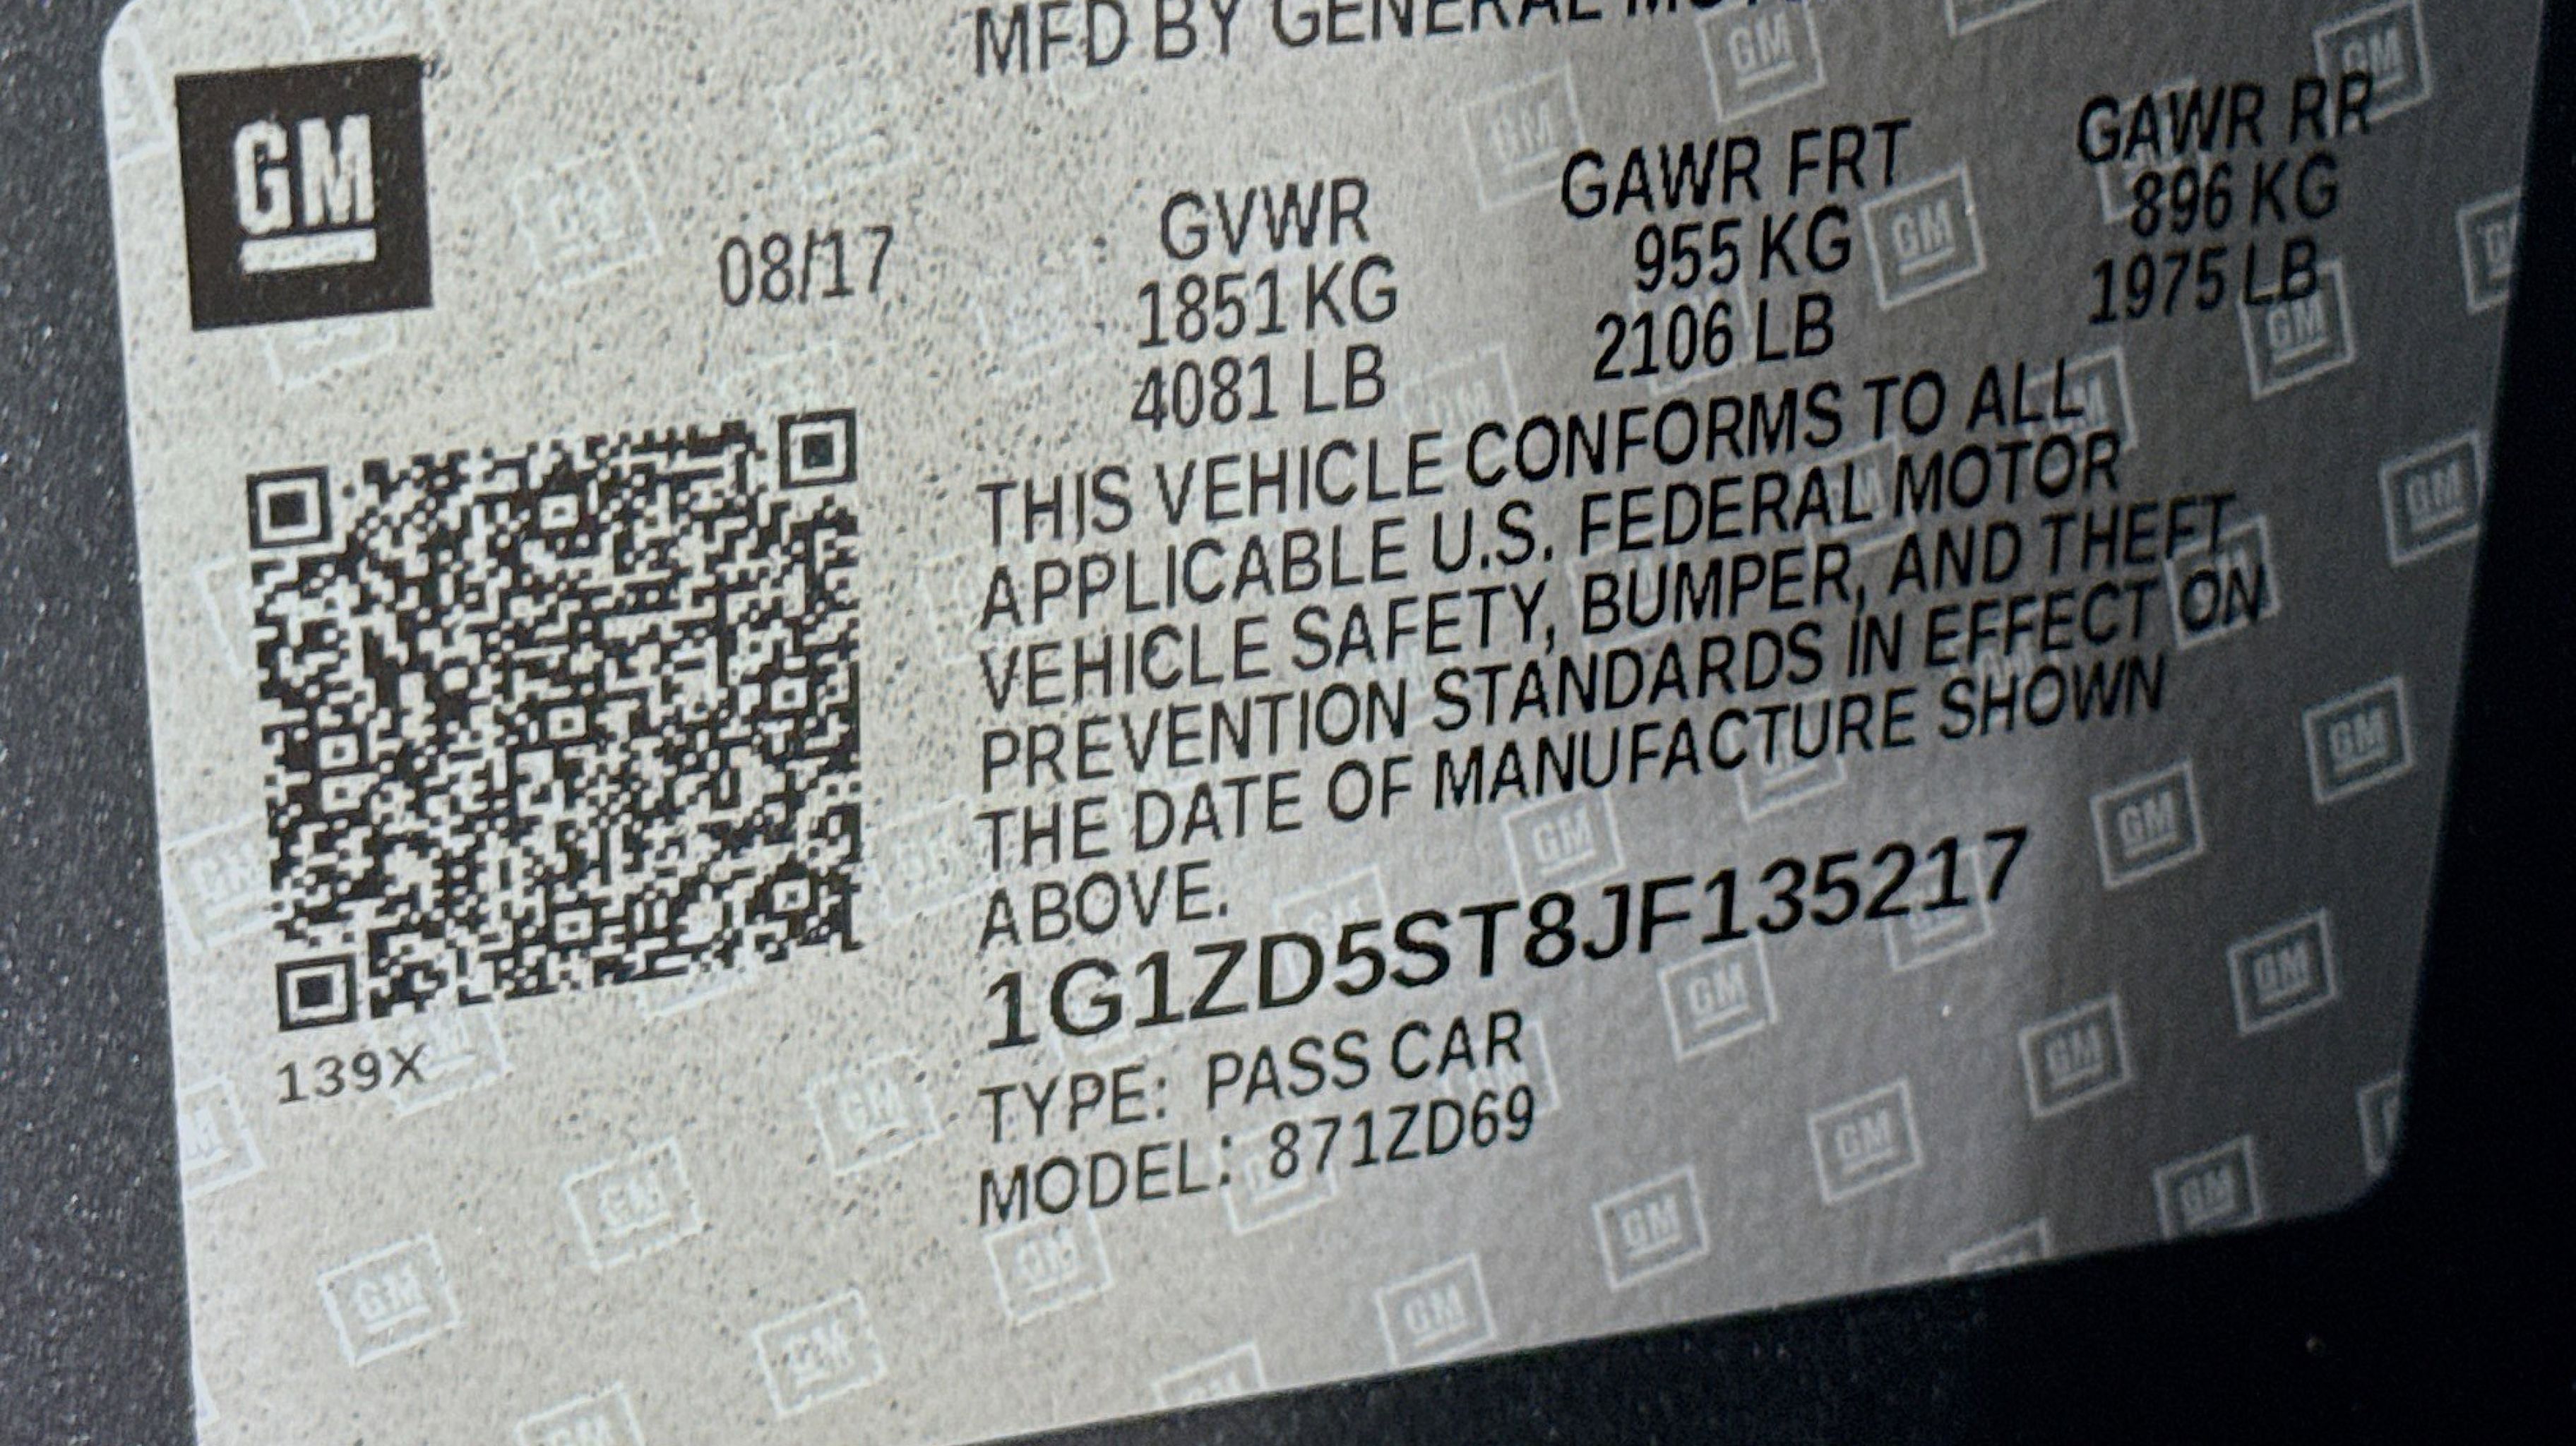 MFD BY GENERAL
GM
08/17
GVWR GAWR FRT GAWR RR
1851 KG 955 KG 896 KG
4081 LB 2106 LB 1975 LB
THIS VEHICLE CONFORMS TO ALL
APPLICABLE U.S. FEDERAL MOTOR
VEHICLE SAFETY, BUMPER, AND THEFT
PREVENTION STANDARDS IN EFFECT ON
THE DATE OF MANUFACTURE SHOWN
ABOVE.
1G1ZD5ST8JF135217
139X
TYPE: PASS CAR
MODEL: 871ZD69